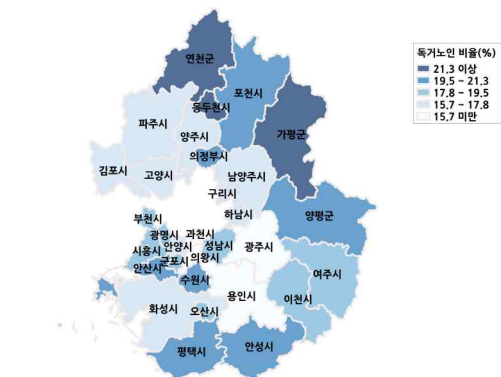 독거노인 비율(%)
21.3 이상
19.5 ~ 21.3
17.8 ~ 19.5
15.7 ~ 17.8
15.7 미만
연천군
포천시
동두천시
파주시
양주시
가평군
의정부시
김포시
고양시
남양주시
구리시
하남시
양평군
부천시
광명시
과천시
시흥시
안양시
성남시
광주시
군포시
의왕시
안산시
수원시
여주시
용인시
이천시
화성시
오산시
평택시
안성시